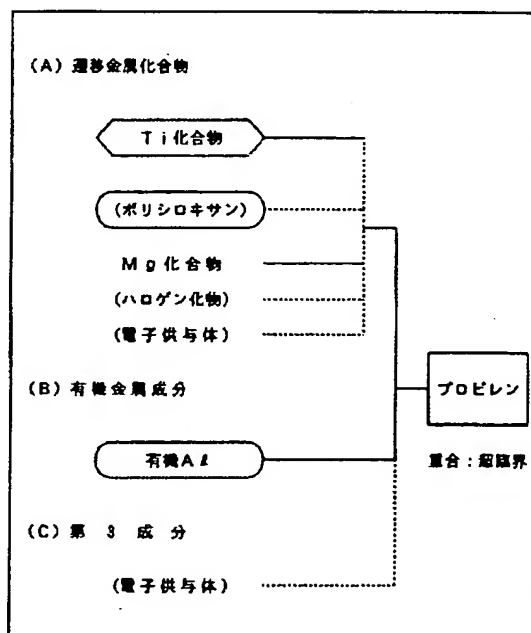 (A) 遷移金属化合物
Ti化合物
(ポリシロキサン)
Mg化合物
(ハロゲン化物)
(電子供与体)
(B) 有機金属成分
プロピレン
有機Aℓ
重合:超臨界
(C) 第3成分
(電子供与体)